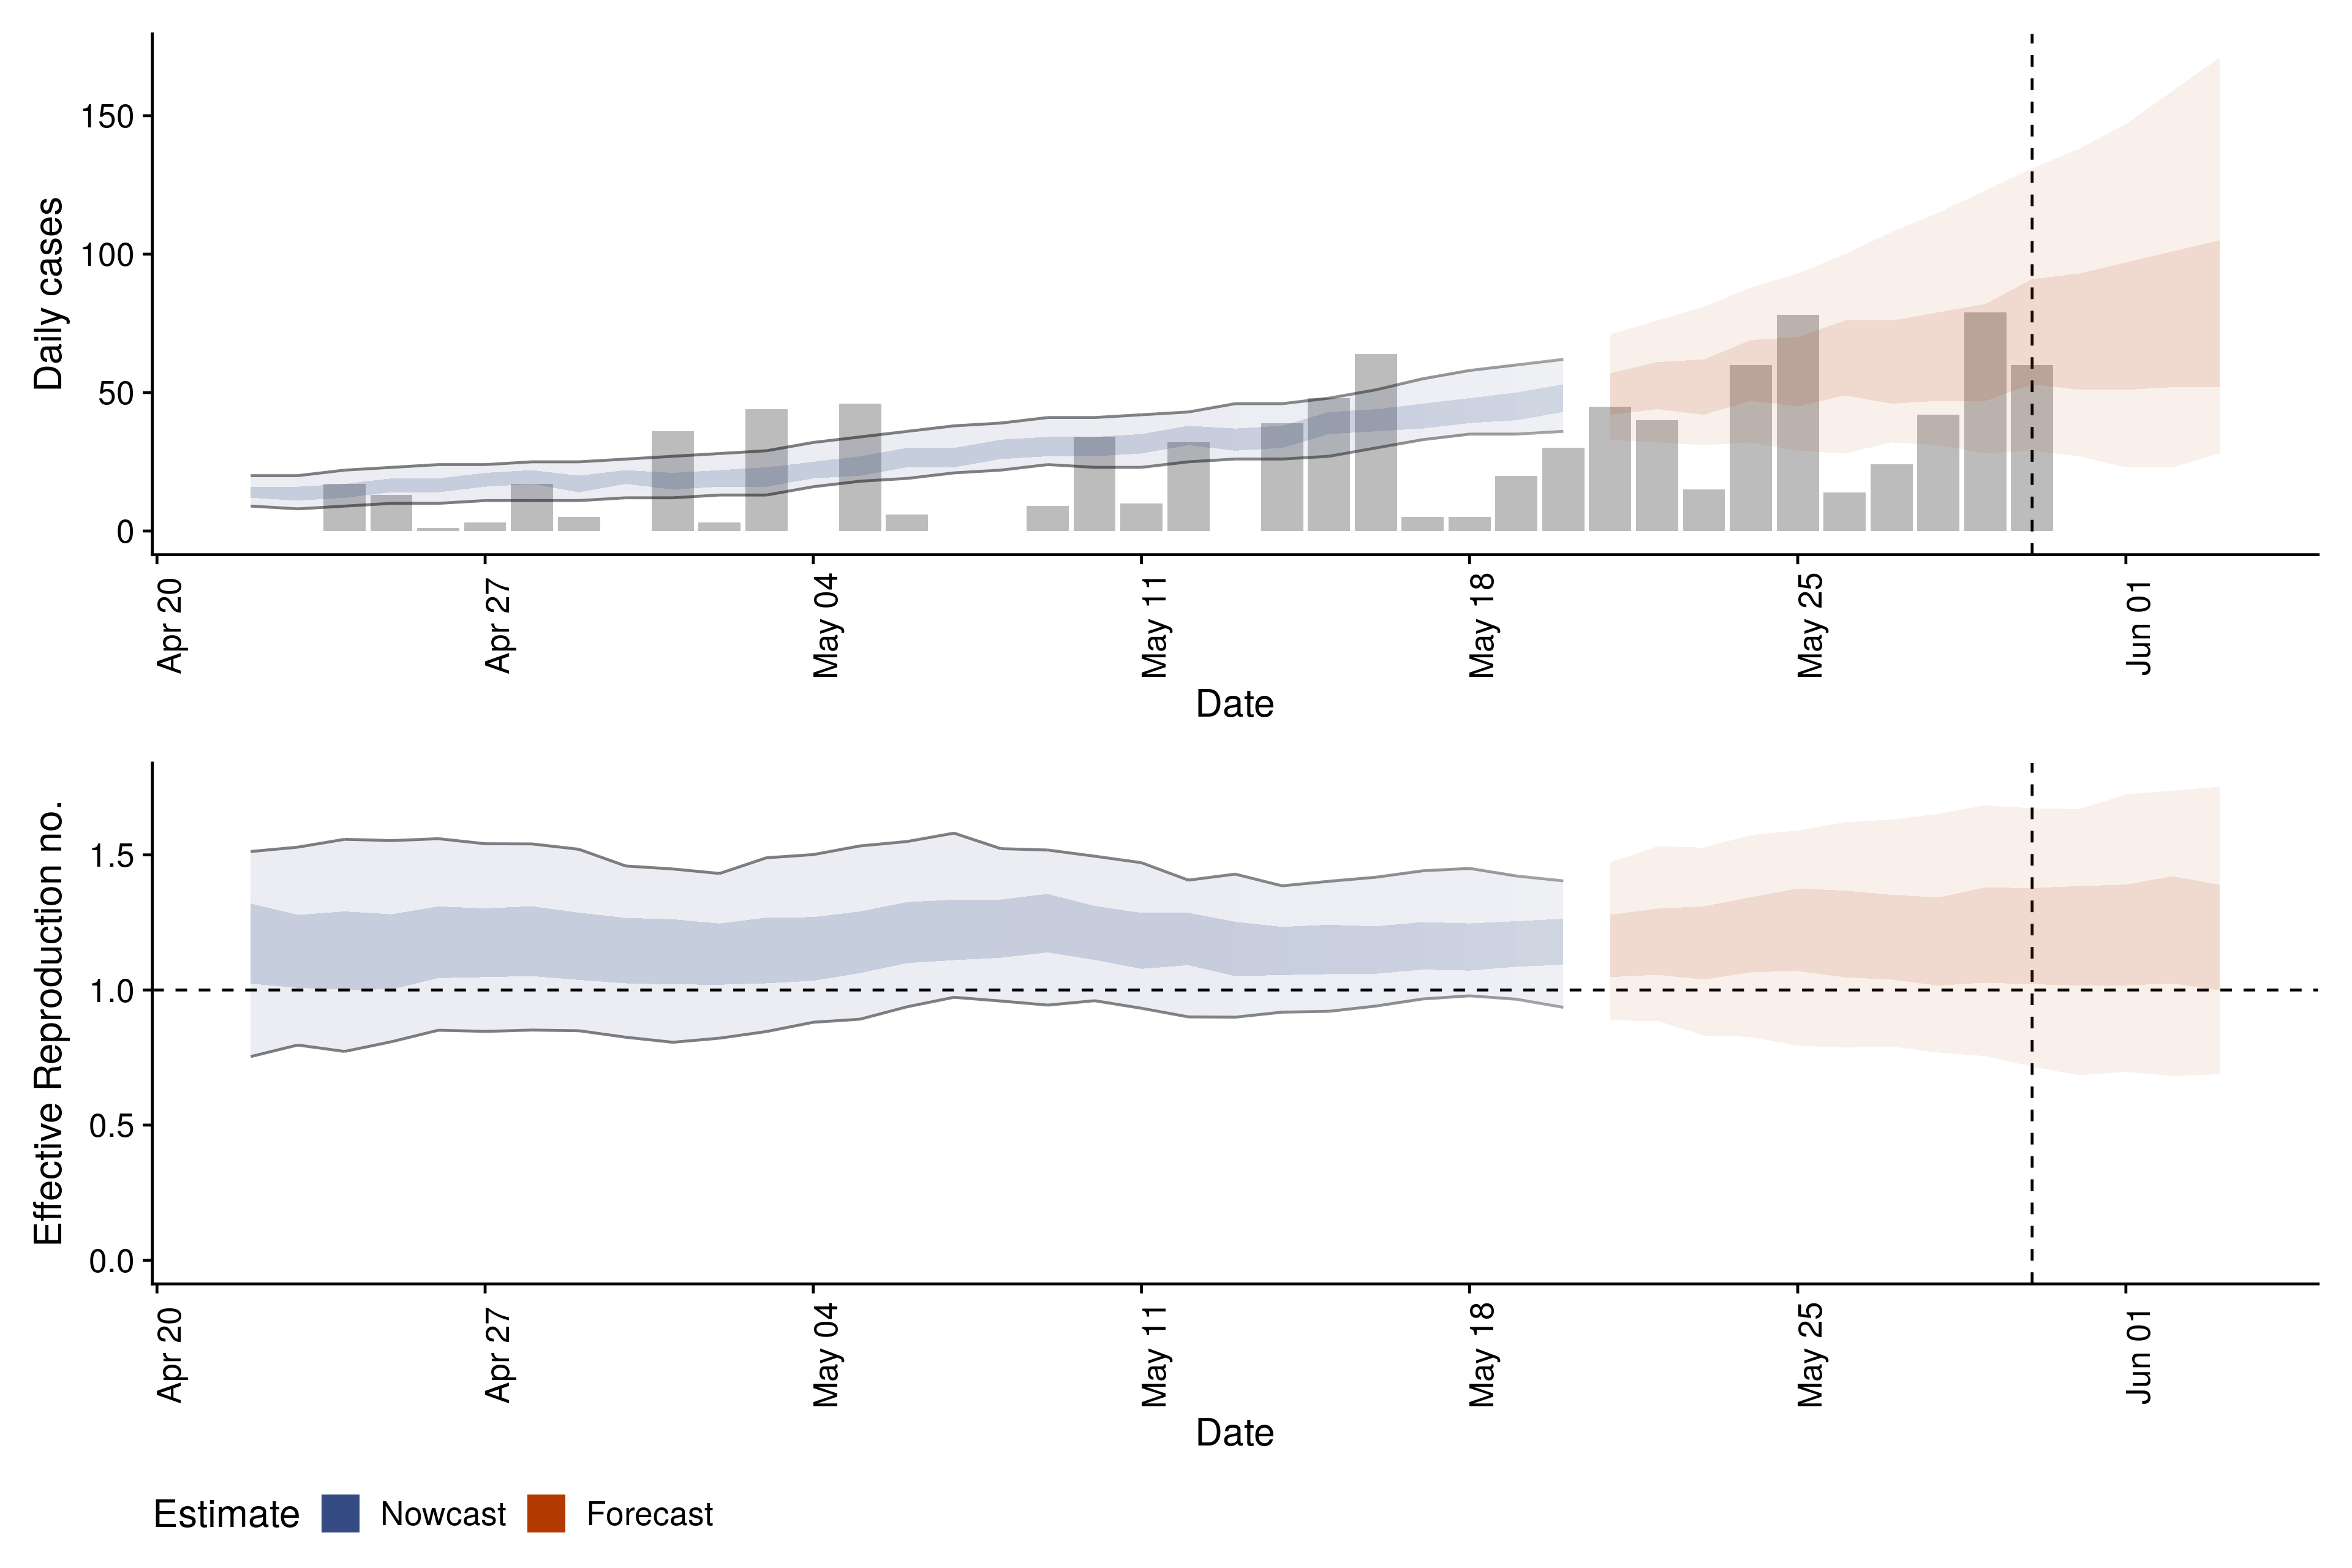 150
100
50
0
Daily cases
Apr 20
Apr 27
May 04
May 11
May 18
May 25
Jun 01
Date
1.5
1.0
0.5
0.0
Effective Reproduction no.
Apr 20
Apr 27
May 04
May 11
May 18
May 25
Jun 01
Date
Estimate Nowcast Forecast